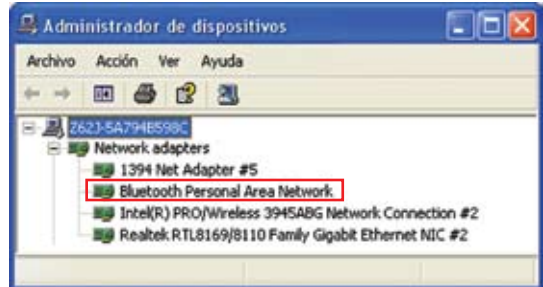 Administrador de dispositivos
Archivo Acción Ver Ayuda
Z62J-5A794B598C
Network adapters
1394 Net Adapter #5
Bluetooth Personal Area Network
Intel(R) PRO/Wireless 3945ABG Network Connection #2
Realtek RTL8169/8110 Family Gigabit Ethernet NIC #2